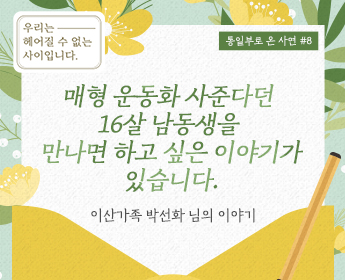 우리는
헤어질 수 없는
사이입니다.
통일부로 온 사연 #8
매형 운동화 사준다던
16살 남동생을
만나면 하고 싶은 이야기가
있습니다.
이산가족 박선화 님의 이야기